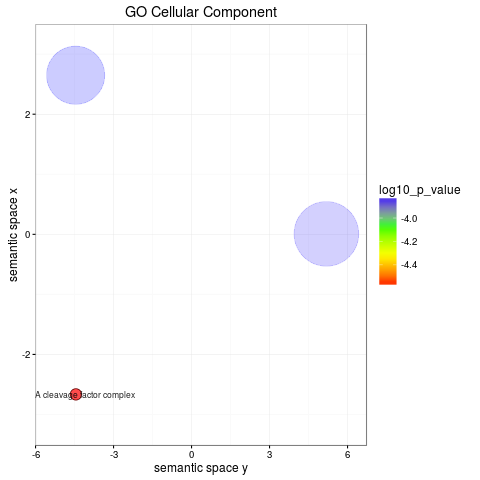 GO Cellular Component
semantic space x
2
0
-2
A cleavage factor complex
-6
-3
0
3
6
semantic space y
log10_p_value
-4.0
-4.2
-4.4